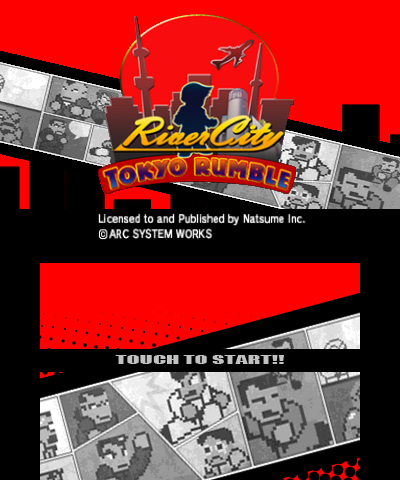 River City
TOKYO RUMBLE
Licensed to and Published by Natsume Inc.
©ARC SYSTEM WORKS
TOUCH TO START!!